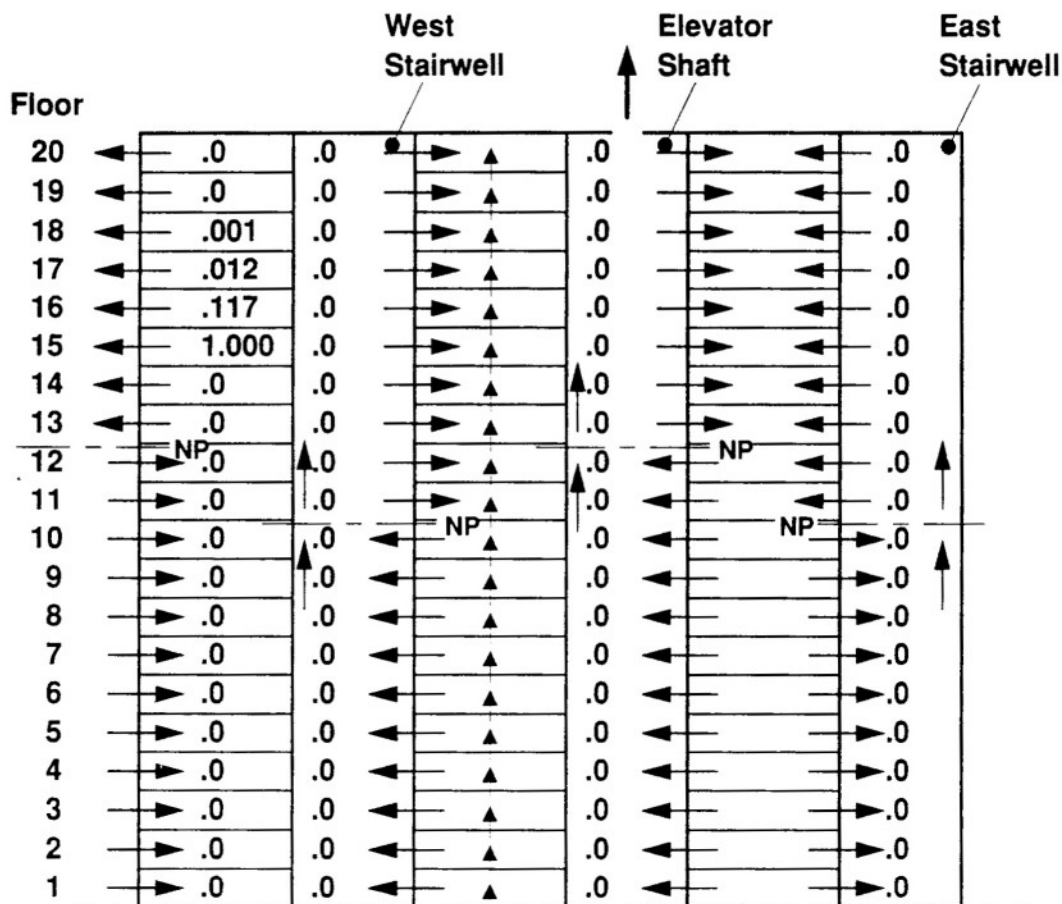 West Elevator East
Stairwell Shaft Stairwell
Floor
20 .0 .0 .0 .0
19 .0 .0 .0 .0
18 .001 .0 .0 .0
17 .012 .0 .0 .0
16 .117 .0 .0 .0
15 1.000 .0 .0 .0
14 .0 .0 .0 .0
13 .0 .0 .0 .0
NP NP
12 .0 .0 .0 .0
11 .0 .0 .0 .0
NP NP
10 .0 .0 .0 .0
9 .0 .0 .0 .0
8 .0 .0 .0 .0
7 .0 .0 .0 .0
6 .0 .0 .0 .0
5 .0 .0 .0 .0
4 .0 .0 .0 .0
3 .0 .0 .0 .0
2 .0 .0 .0 .0
1 .0 .0 .0 .0